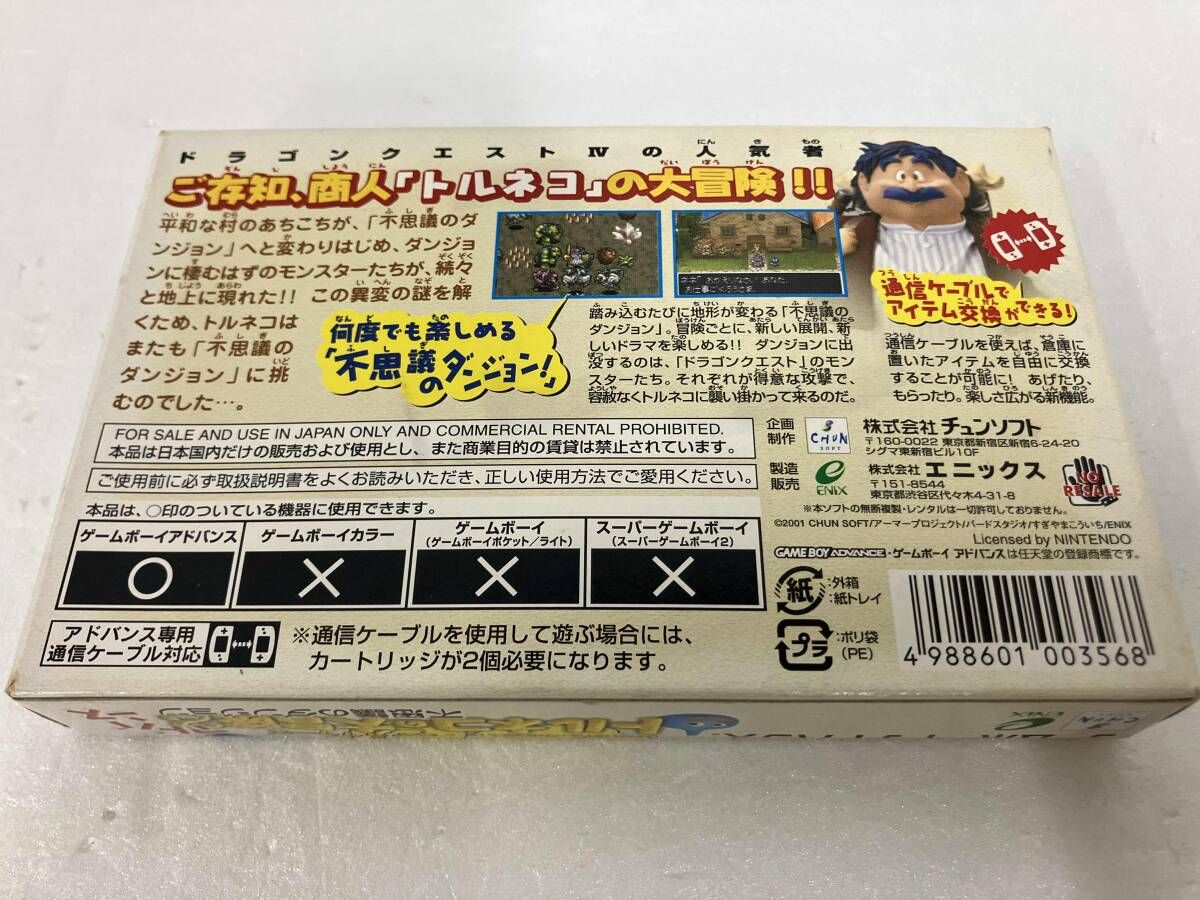 ドラゴンクエストⅣの人気者
ご存知、商人「トルネコ」の大冒険!!
平和な村のあちこちが、「不思議のダ
ンジョン」へと変わりはじめ、ダンジョ
ンに棲むはずのモンスターたちが、続々
と地上に現れた!! この異変の謎を解
くため、トルネコは
またも「不思議の
ダンジョン」に挑
むのでした…。
何度でも楽しめる
「不思議
のダンジョン!」
踏み込むたびに地形が変わる「不思議の
ダンジョン」。冒険ごとに、新しい展開、新
しいドラマを楽しめる!! ダンジョンに出
没するのは、「ドラゴンクエスト」のモン
スターたち。それぞれが得意な攻撃で、
容赦なくトルネコに襲い掛かって来るのだ。
通信ケーブルで
アイテム交換ができる!
通信ケーブルを使えば、倉庫に
置いたアイテムを自由に交換
することが可能に! あげたり、
もらったり。楽しさ広がる新機能。
FOR SALE AND USE IN JAPAN ONLY AND COMMERCIAL RENTAL PROHIBITED.
本品は日本国内だけの販売および使用とし、また商業目的の賃貸は禁止されています。
ご使用前に必ず取扱説明書をよくお読みいただき、正しい使用方法でご愛用ください。
本品は、○印のついている機器に使用できます。
ゲームボーイアドバンス
ゲームボーイカラー
ゲームボーイ
(ゲームボーイポケット/ライト)
スーパーゲームボーイ
(スーパーゲームボーイ2)
○ × × ×
アドバンス専用
通信ケーブル対応
※通信ケーブルを使用して遊ぶ場合には、
カートリッジが2個必要になります。
企画
制作
CHUN
SOFT
株式会社 チュンソフト
〒160-0022 東京都新宿区新宿6-24-20
シグマ東新宿ビル10F
製造
販売
ENIX
株式会社 エニックス
〒151-8544
東京都渋谷区代々木4-31-8
NO
RESALE
※本ソフトの無断複製・レンタルは一切許可しておりません。
©2001 CHUN SOFT/アーマープロジェクト/バードスタジオ/すぎやまこういち/ENIX
Licensed by NINTENDO
GAME BOY ADVANCE・ゲームボーイ アドバンスは任天堂の登録商標です。
紙
:外箱
:紙トレイ
プラ
:ポリ袋
(PE)
4 988601 003568
ENIX
CHUN